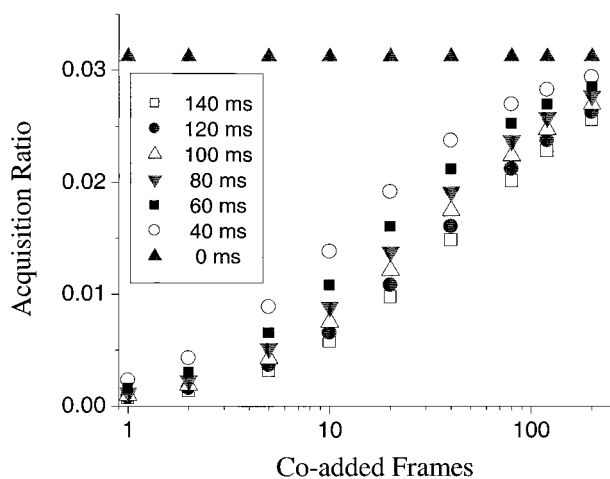 0.03
0.02
0.01
0.00
Acquisition Ratio
140 ms
120 ms
100 ms
80 ms
60 ms
40 ms
0 ms
1
10
100
Co-added Frames